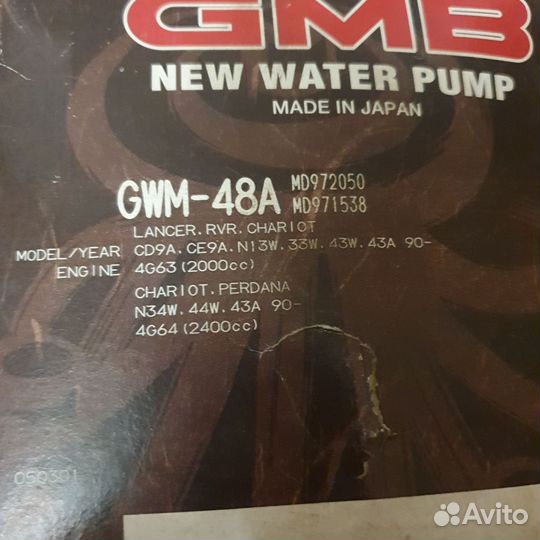 GMB
NEW WATER PUMP
MADE IN JAPAN
GWM-48A MD972050
MD971538
LANCER. RVR. CHARIOT
MODEL/YEAR CD9A. CE9A. N13W. 33W. 43W. 43A 90-
ENGINE 4G63 (2000cc)
CHARIOT. PERDANA
N34W. 44W. 43A 90-
4G64 (2400cc)
050301
Avito